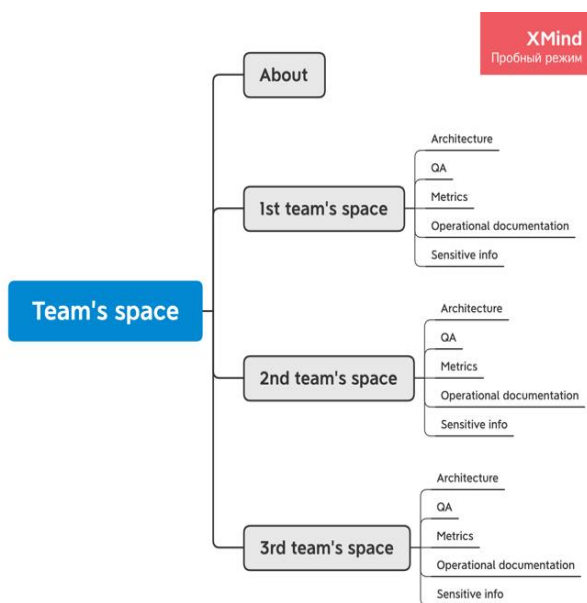 XMind
Пробный режим
About
Architecture
QA
Metrics
Operational documentation
Sensitive info
1st team's space
Team's space
Architecture
QA
Metrics
Operational documentation
Sensitive info
2nd team's space
Architecture
QA
Metrics
Operational documentation
Sensitive info
3rd team's space